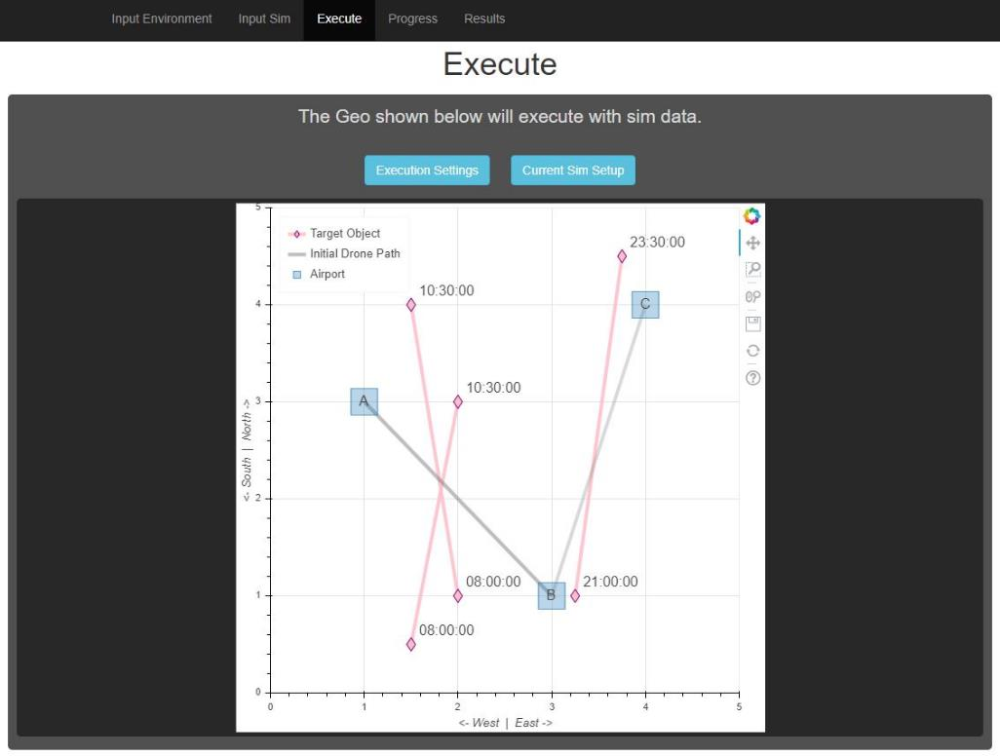 Input Environment Input Sim Execute Progress Results
Execute
The Geo shown below will execute with sim data.
Execution Settings Current Sim Setup
Target Object
Initial Drone Path
Airport
23:30:00
10:30:00
C
10:30:00
A
08:00:00
B
21:00:00
08:00:00
5
4
3
2
1
0
<- South | North ->
0 1 2 3 4 5
<- West | East ->